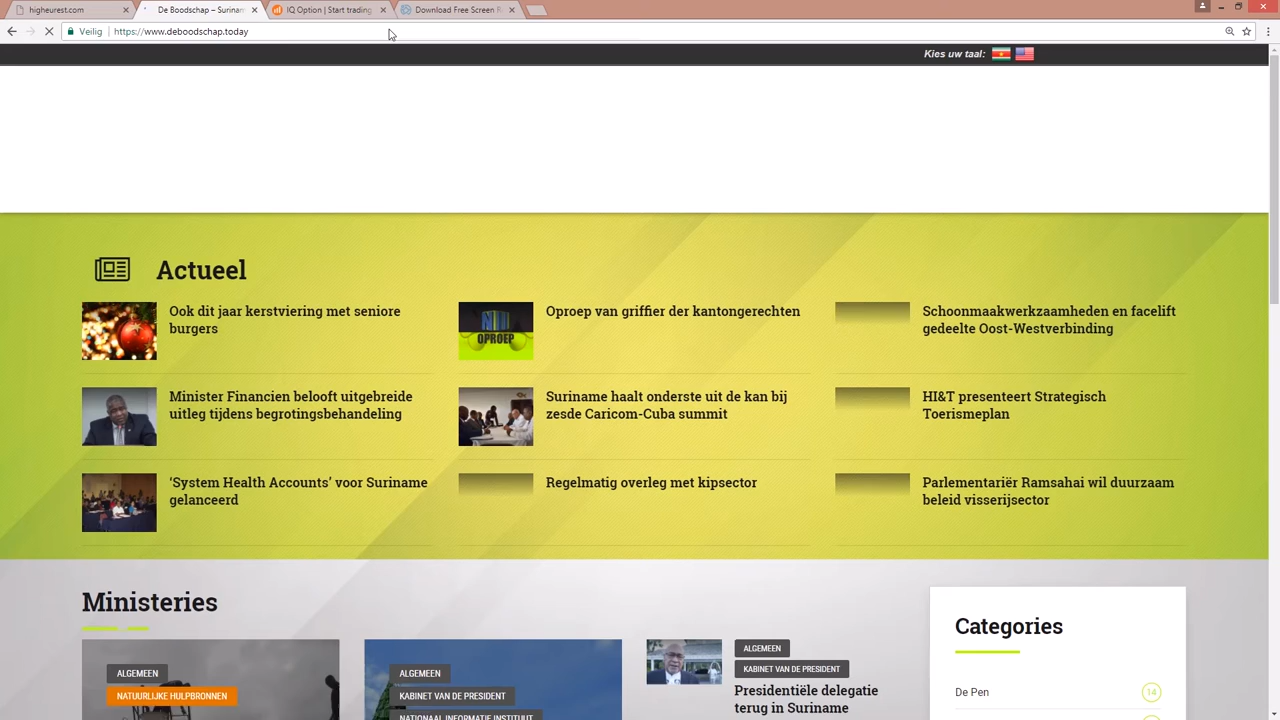 higheurest.com
De Boodschap – Surinam
IQ Option | Start trading
Download Free Screen R
Veilig
https://www.deboodschap.today
Kies uw taal:
Actueel
Ook dit jaar kerstviering met seniore
burgers
Oproep van griffier der kantongerechten
OPROEP
Schoonmaakwerkzaamheden en facelift
gedeelte Oost-Westverbinding
Minister Financien belooft uitgebreide
uitleg tijdens begrotingsbehandeling
Suriname haalt onderste uit de kan bij
zesde Caricom-Cuba summit
HI&T presenteert Strategisch
Toerismeplan
‘System Health Accounts’ voor Suriname
gelanceerd
Regelmatig overleg met kipsector
Parlementariër Ramsahai wil duurzaam
beleid visserijsector
Ministeries
ALGEMEEN
NATUURLIJKE HULPBRONNEN
ALGEMEEN
KABINET VAN DE PRESIDENT
NATIONAAL INFORMATIE INSTITUUT
ALGEMEEN
KABINET VAN DE PRESIDENT
Presidentiële delegatie
terug in Suriname
Categories
De Pen
14